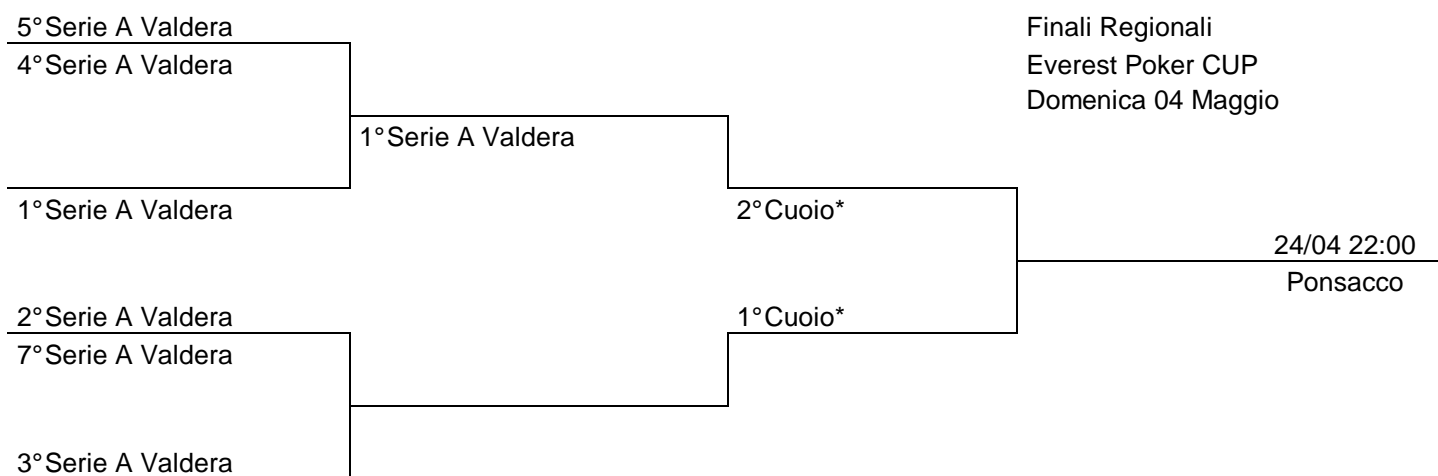 5°Serie A Valdera
Finali Regionali
4°Serie A Valdera
Everest Poker CUP
Domenica 04 Maggio
1°Serie A Valdera
1°Serie A Valdera
2°Cuoio*
24/04 22:00
Ponsacco
2°Serie A Valdera
1°Cuoio*
7°Serie A Valdera
3°Serie A Valdera